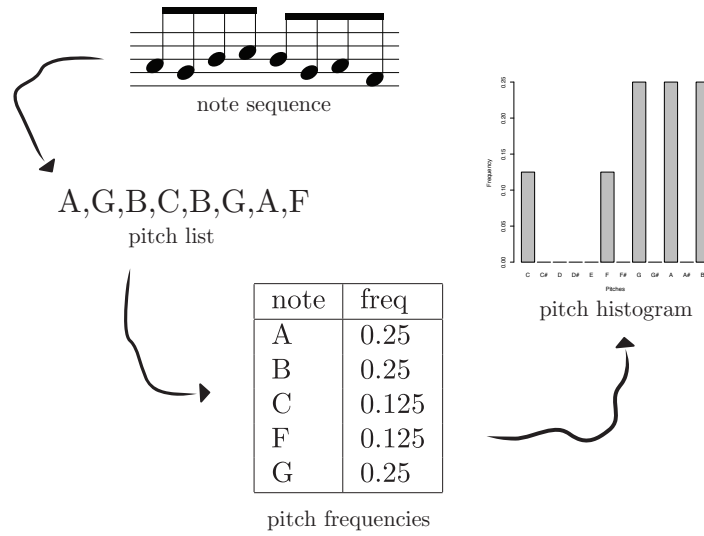 note sequence
A,G,B,C,B,G,A,F
pitch list
note freq
A 0.25
B 0.25
C 0.125
F 0.125
G 0.25
pitch frequencies
0.25
0.20
0.15
0.10
0.05
0.00
Frequency
C C# D D# E F F# G G# A A# B
Pitches
pitch histogram